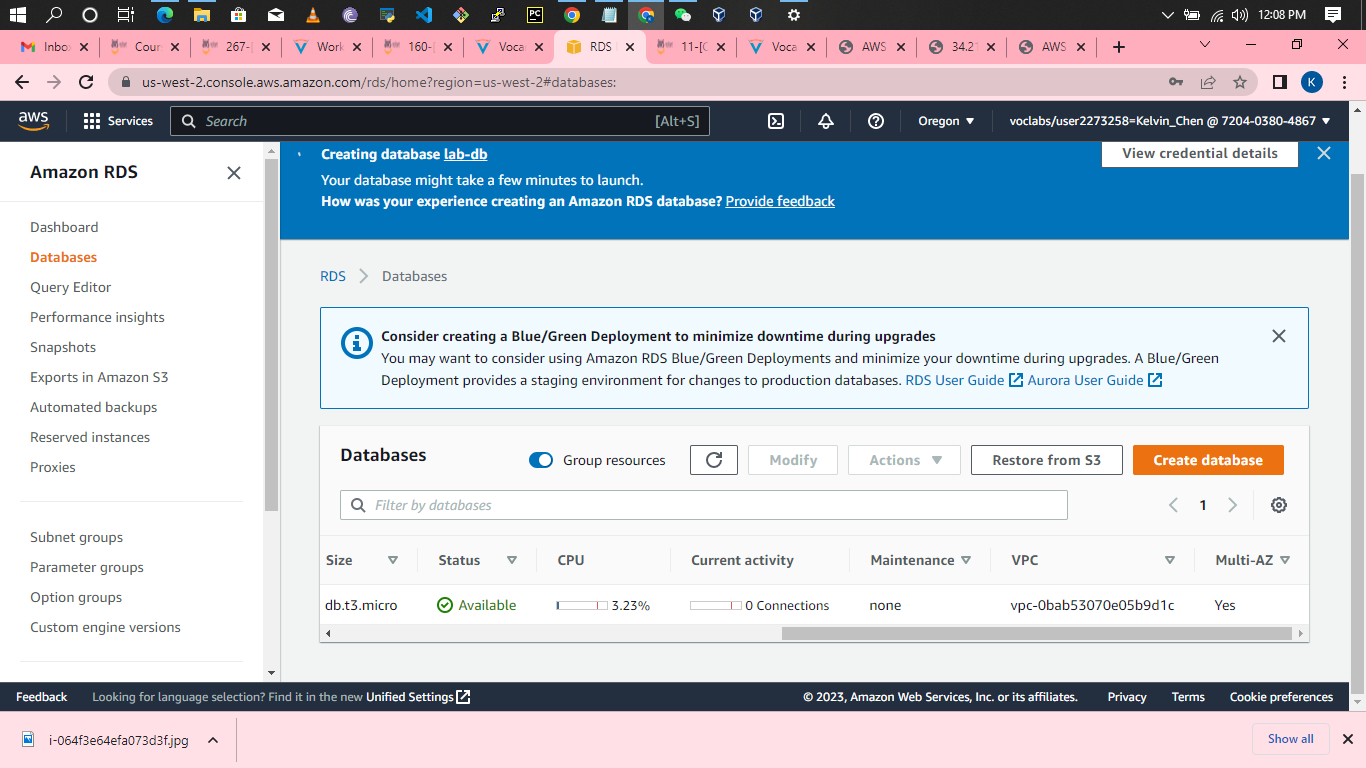 PC
12:08 PM
Inbo
Cour
267-[
Work
160-[
Voca
RDS
11-[C
Voca
AWS
34.2
AWS
us-west-2.console.aws.amazon.com/rds/home?region=us-west-2#databases:
K
aws
Services
Search
[Alt+S]
Oregon
voclabs/user2273258=Kelvin_Chen @ 7204-0380-4867
Amazon RDS
Dashboard
Databases
Query Editor
Performance insights
Snapshots
Exports in Amazon S3
Automated backups
Reserved instances
Proxies
Subnet groups
Parameter groups
Option groups
Custom engine versions
Creating database lab-db
View credential details
Your database might take a few minutes to launch.
How was your experience creating an Amazon RDS database? Provide feedback
RDS
Databases
Consider creating a Blue/Green Deployment to minimize downtime during upgrades
You may want to consider using Amazon RDS Blue/Green Deployments and minimize your downtime during upgrades. A Blue/Green
Deployment provides a staging environment for changes to production databases. RDS User Guide Aurora User Guide
Databases
Group resources
Modify
Actions
Restore from S3
Create database
Filter by databases
1
Size Status CPU Current activity Maintenance VPC Multi-AZ
db.t3.micro Available 3.23% 0 Connections none vpc-0bab53070e05b9d1c Yes
Feedback
Looking for language selection? Find it in the new Unified Settings
© 2023, Amazon Web Services, Inc. or its affiliates.
Privacy
Terms
Cookie preferences
i-064f3e64efa073d3f.jpg
Show all